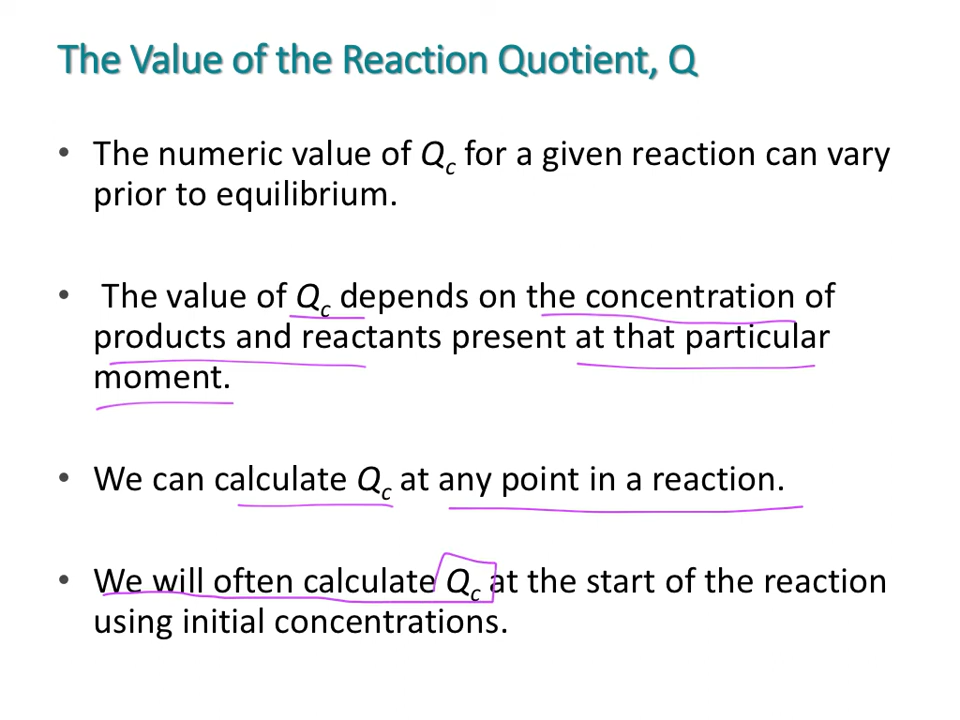 The Value of the Reaction Quotient, Q
• The numeric value of Qc for a given reaction can vary
prior to equilibrium.
• The value of Qc depends on the concentration of
products and reactants present at that particular
moment.
• We can calculate Qc at any point in a reaction.
• We will often calculate Qc at the start of the reaction
using initial concentrations.